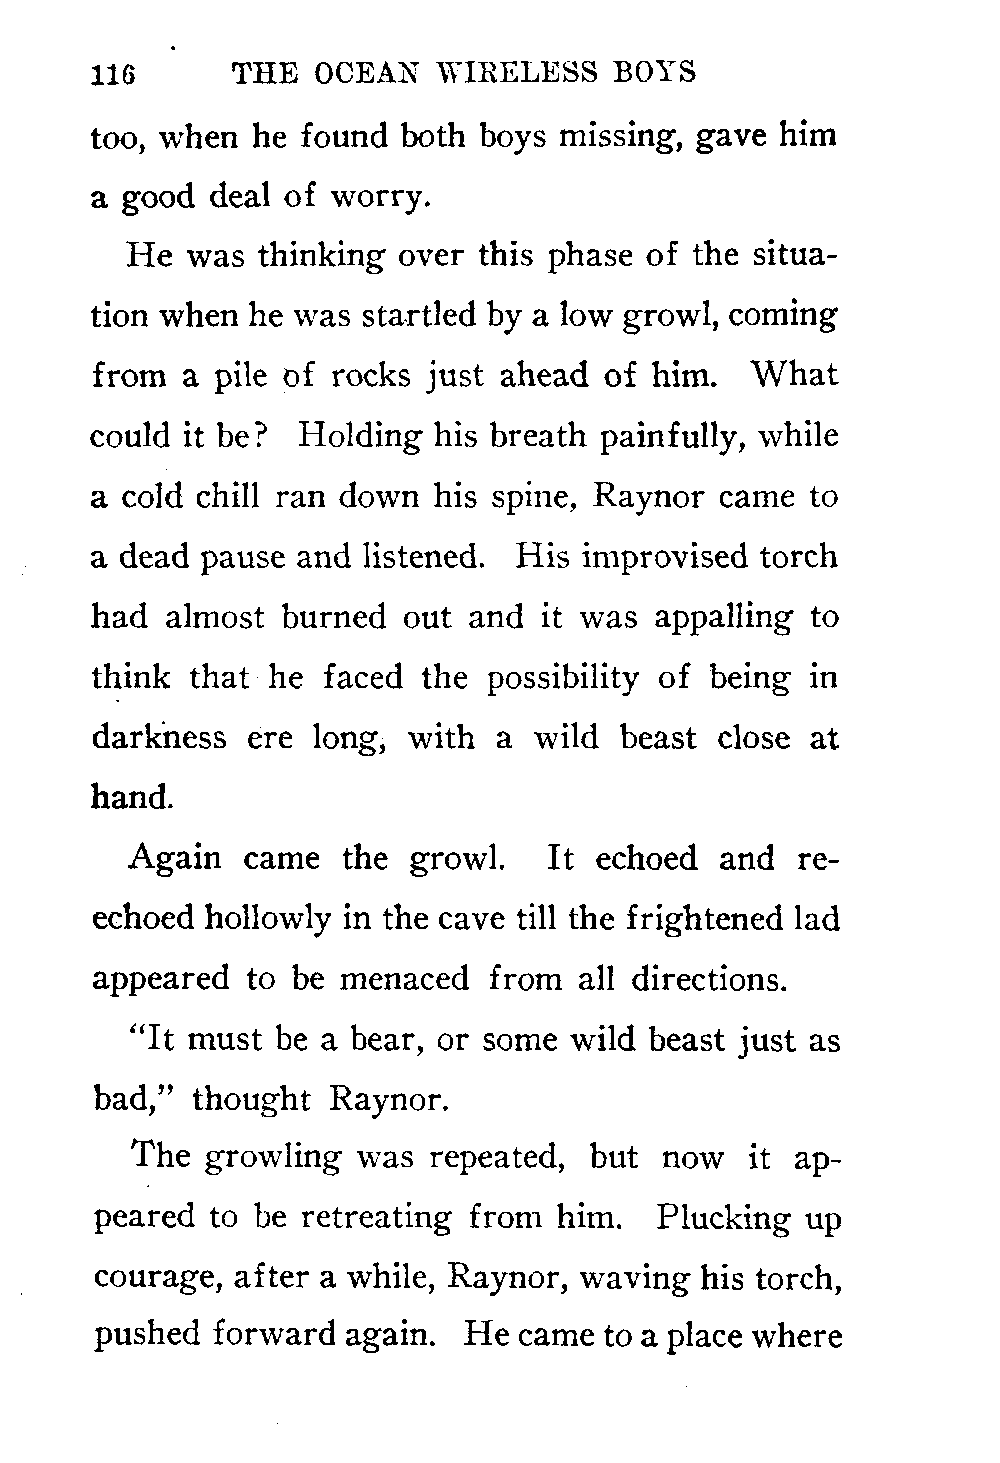 116 THE OCEAN WIRELESS BOYS
too, when he found both boys missing, gave him
a good deal of worry.
He was thinking over this phase of the situa-
tion when he was startled by a low growl, coming
from a pile of rocks just ahead of him. What
could it be? Holding his breath painfully, while
a cold chill ran down his spine, Raynor came to
a dead pause and listened. His improvised torch
had almost burned out and it was appalling to
think that he faced the possibility of being in
darkness ere long, with a wild beast close at
hand.
Again came the growl. It echoed and re-
echoed hollowly in the cave till the frightened lad
appeared to be menaced from all directions.
“It must be a bear, or some wild beast just as
bad,” thought Raynor.
The growling was repeated, but now it ap-
peared to be retreating from him. Plucking up
courage, after a while, Raynor, waving his torch,
pushed forward again. He came to a place where